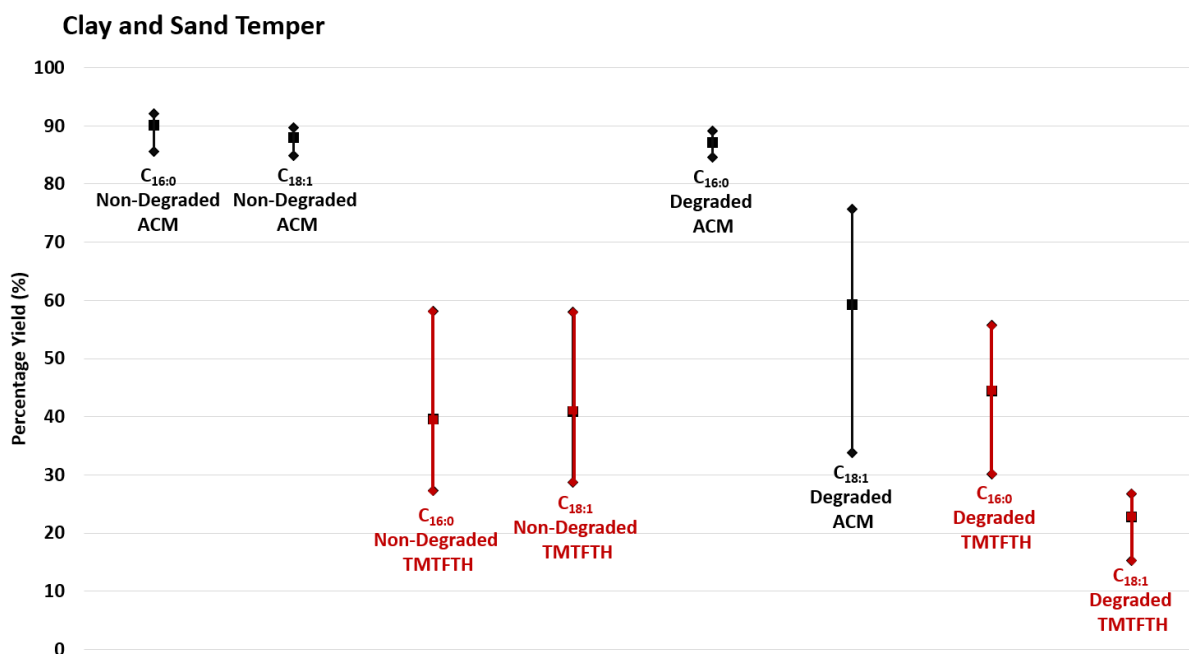 Clay and Sand Temper
100
90
80
70
60
50
40
30
20
10
0
Percentage Yield (%)
C16:0
Non-Degraded
ACM
C18:1
Non-Degraded
ACM
C16:0
Non-Degraded
TMTFTH
C18:1
Non-Degraded
TMTFTH
C16:0
Degraded
ACM
C18:1
Degraded
ACM
C16:0
Degraded
TMTFTH
C18:1
Degraded
TMTFTH